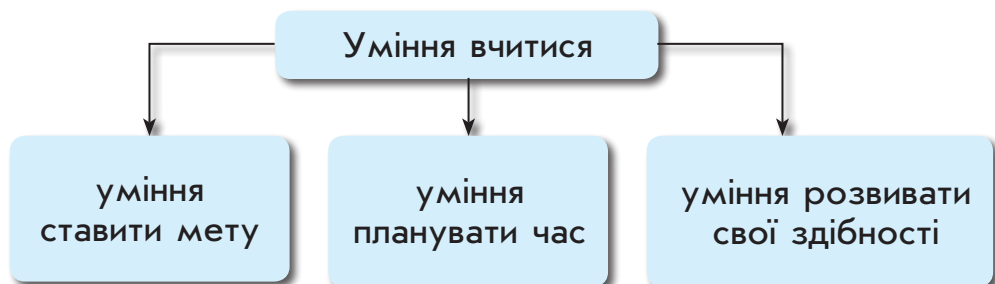 Уміння вчитися
уміння
ставити мету
уміння
планувати час
уміння розвивати
свої здібності